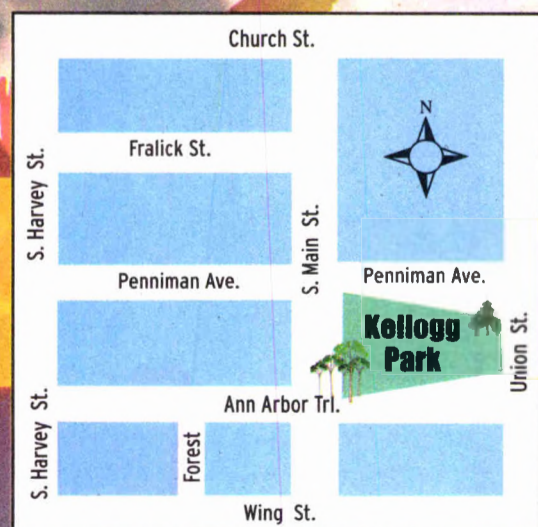 Church St.
N
Fralick St.
S. Harvey St.
S. Main St.
Penniman Ave.
Penniman Ave.
Kellogg
Park
Union St.
Ann Arbor Trl.
S. Harvey St.
Forest
Wing St.